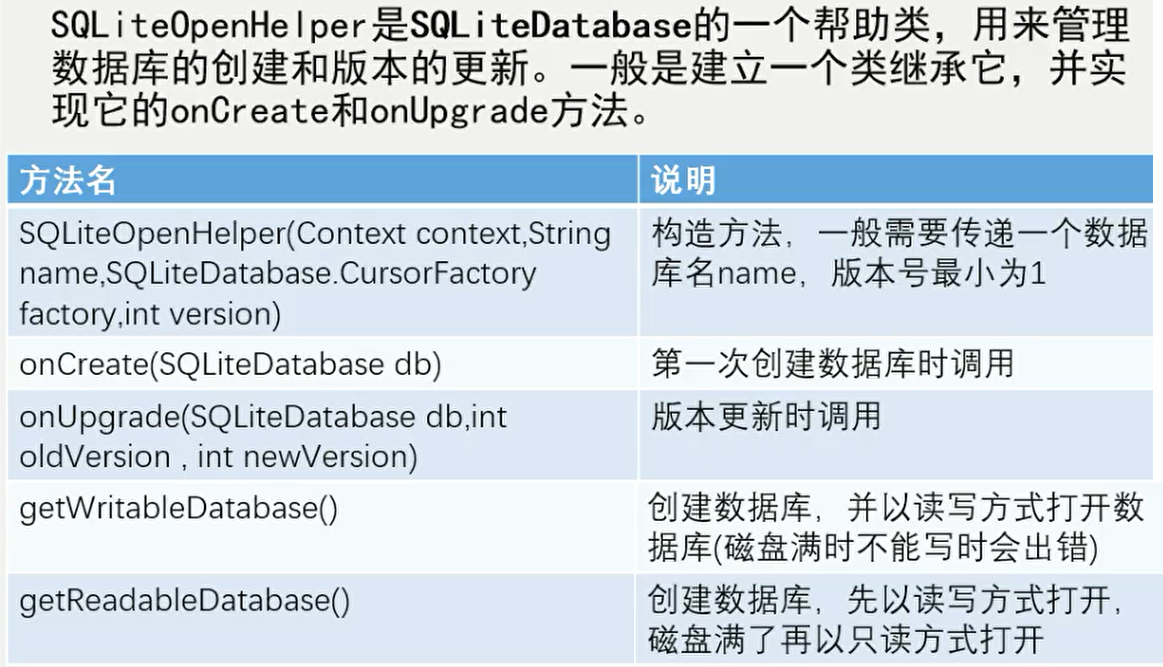 SQLiteOpenHelper是SQLiteDatabase的一个帮助类，用来管理
数据库的创建和版本的更新。一般是建立一个类继承它，并实
现它的onCreate和onUpgrade方法。
方法名
说明
SQLiteOpenHelper(Context context,String
name,SQLiteDatabase.CursorFactory
factory,int version)
构造方法，一般需要传递一个数据
库名name，版本号最小为1
onCreate(SQLiteDatabase db)
第一次创建数据库时调用
onUpgrade(SQLiteDatabase db,int
oldVersion , int newVersion)
版本更新时调用
getWritableDatabase()
创建数据库，并以读写方式打开数
据库(磁盘满时不能写时会出错)
getReadableDatabase()
创建数据库，先以读写方式打开，
磁盘满了再以只读方式打开